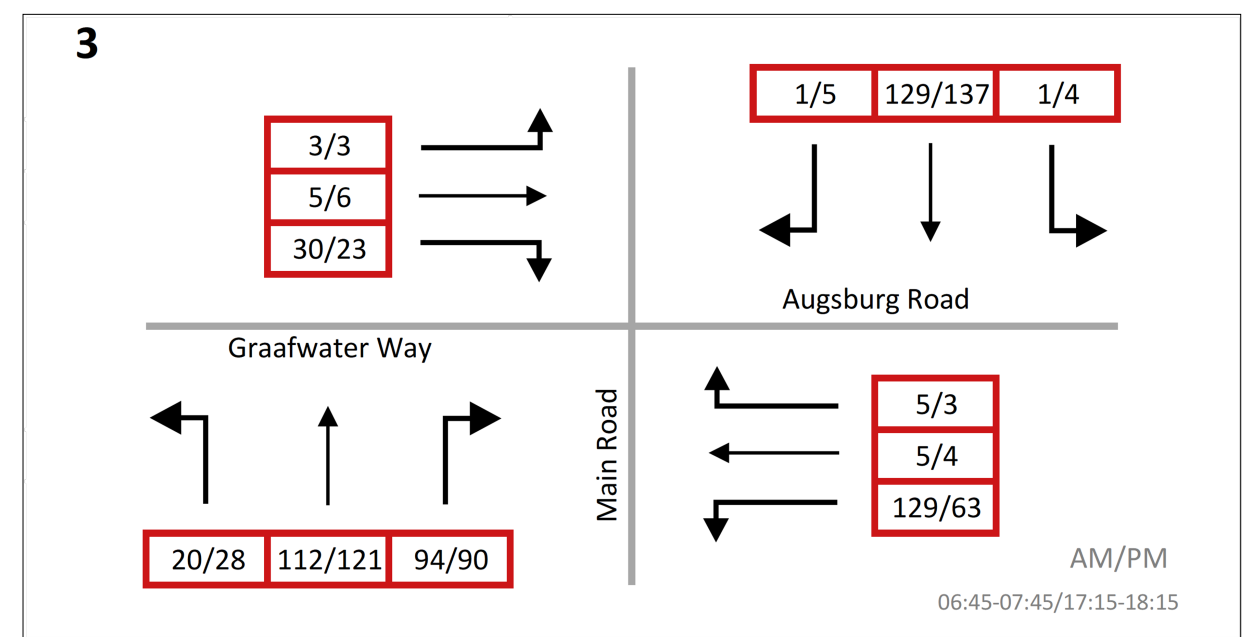 3
1/5 129/137 1/4
3/3
5/6
30/23
Augsburg Road
Graafwater Way
Main Road
5/3
5/4
129/63
20/28 112/121 94/90
AM/PM
06:45-07:45/17:15-18:15